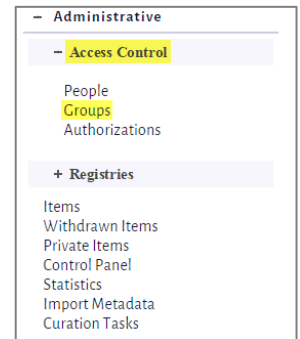 − Administrative
− Access Control
People
Groups
Authorizations
+ Registries
Items
Withdrawn Items
Private Items
Control Panel
Statistics
Import Metadata
Curation Tasks